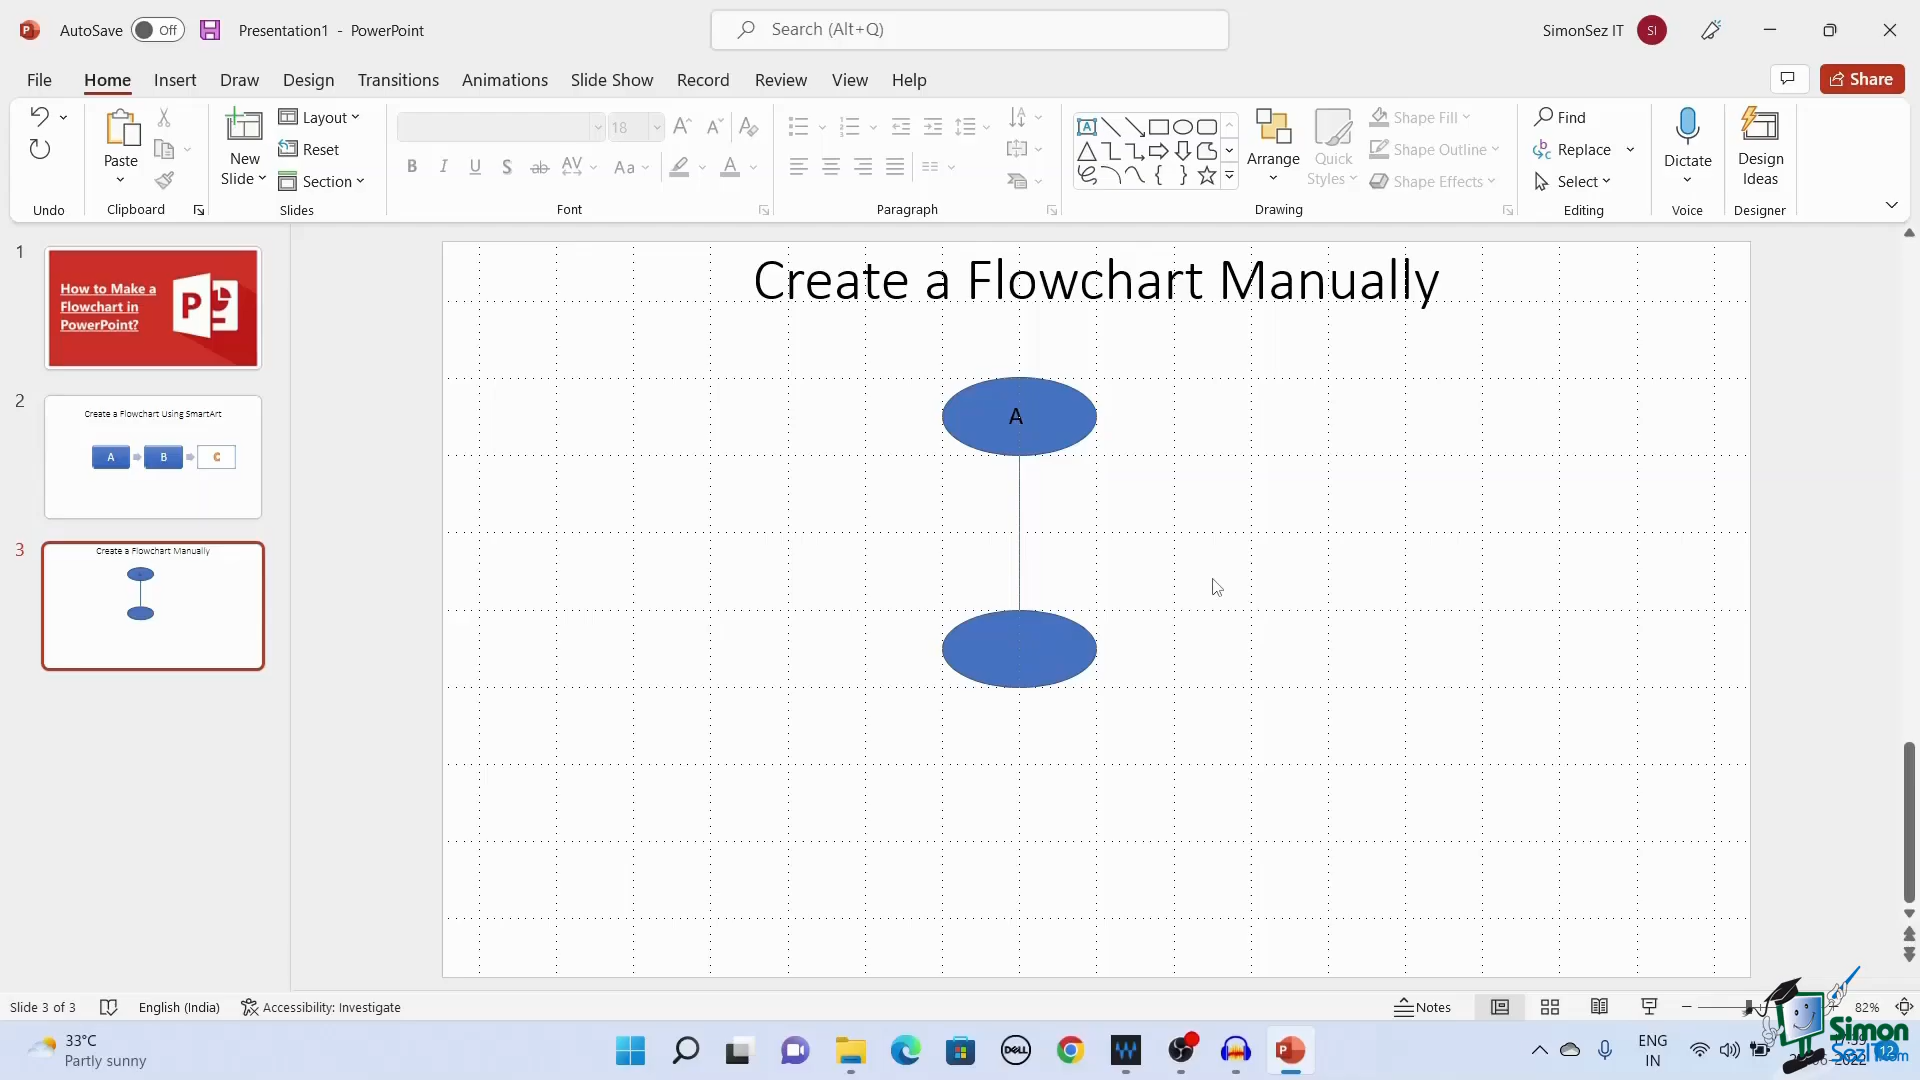 AutoSave Off Presentation1 - PowerPoint Search (Alt+Q) SimonSez IT SI
File Home Insert Draw Design Transitions Animations Slide Show Record Review View Help Share
Paste
New
Slide
Layout
Reset
Section
18
Arrange
Quick
Styles
Shape Fill
Shape Outline
Shape Effects
Find
Replace
Select
Dictate
Design
Ideas
Undo Clipboard Slides Font Paragraph Drawing Editing Voice Designer
1
How to Make a
Flowchart in
PowerPoint?
2
Create a Flowchart Using SmartArt
A B C
3
Create a Flowchart Manually
Create a Flowchart Manually
A
Slide 3 of 3 English (India) Accessibility: Investigate Notes 82%
33°C
Partly sunny
DELL
ENG
IN
Simon
SezIT.com